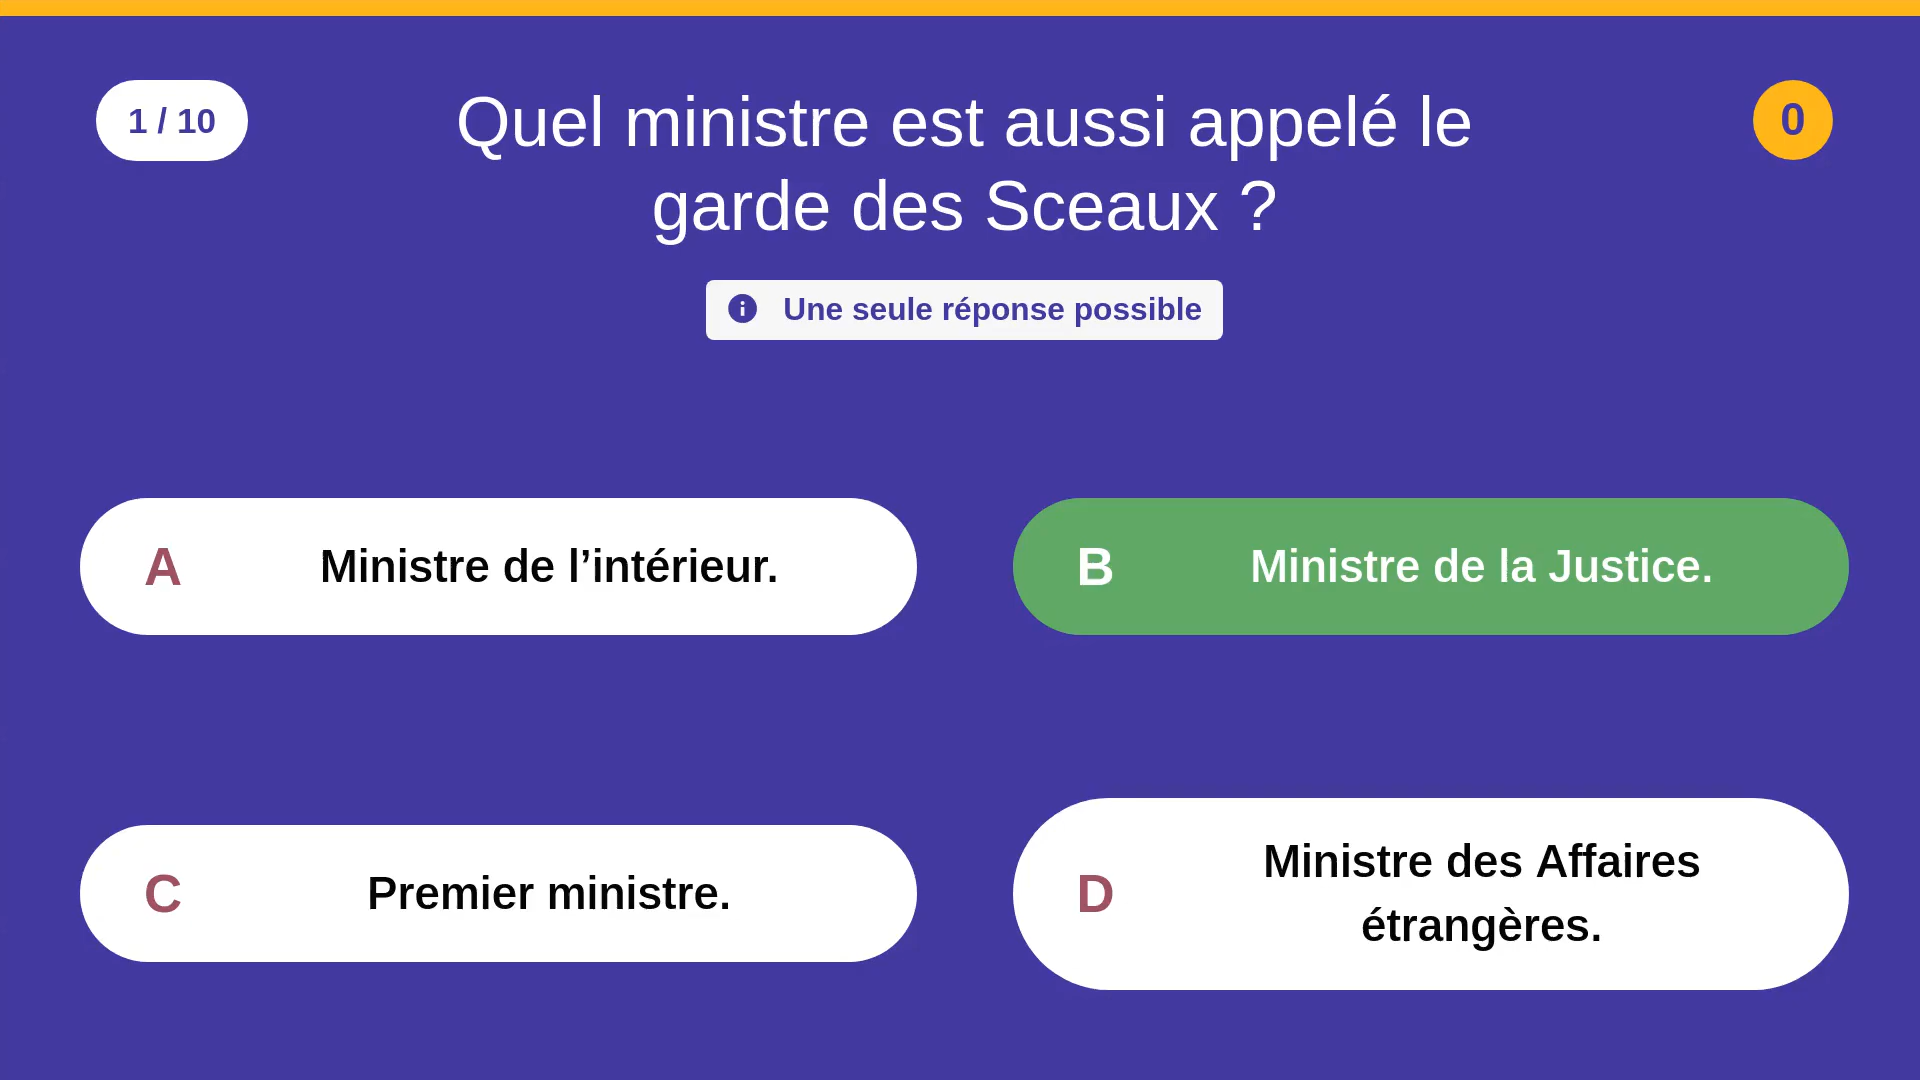 1 / 10
Quel ministre est aussi appelé le
garde des Sceaux ?
0
Une seule réponse possible
A
Ministre de l’intérieur.
B
Ministre de la Justice.
C
Premier ministre.
D
Ministre des Affaires
étrangères.